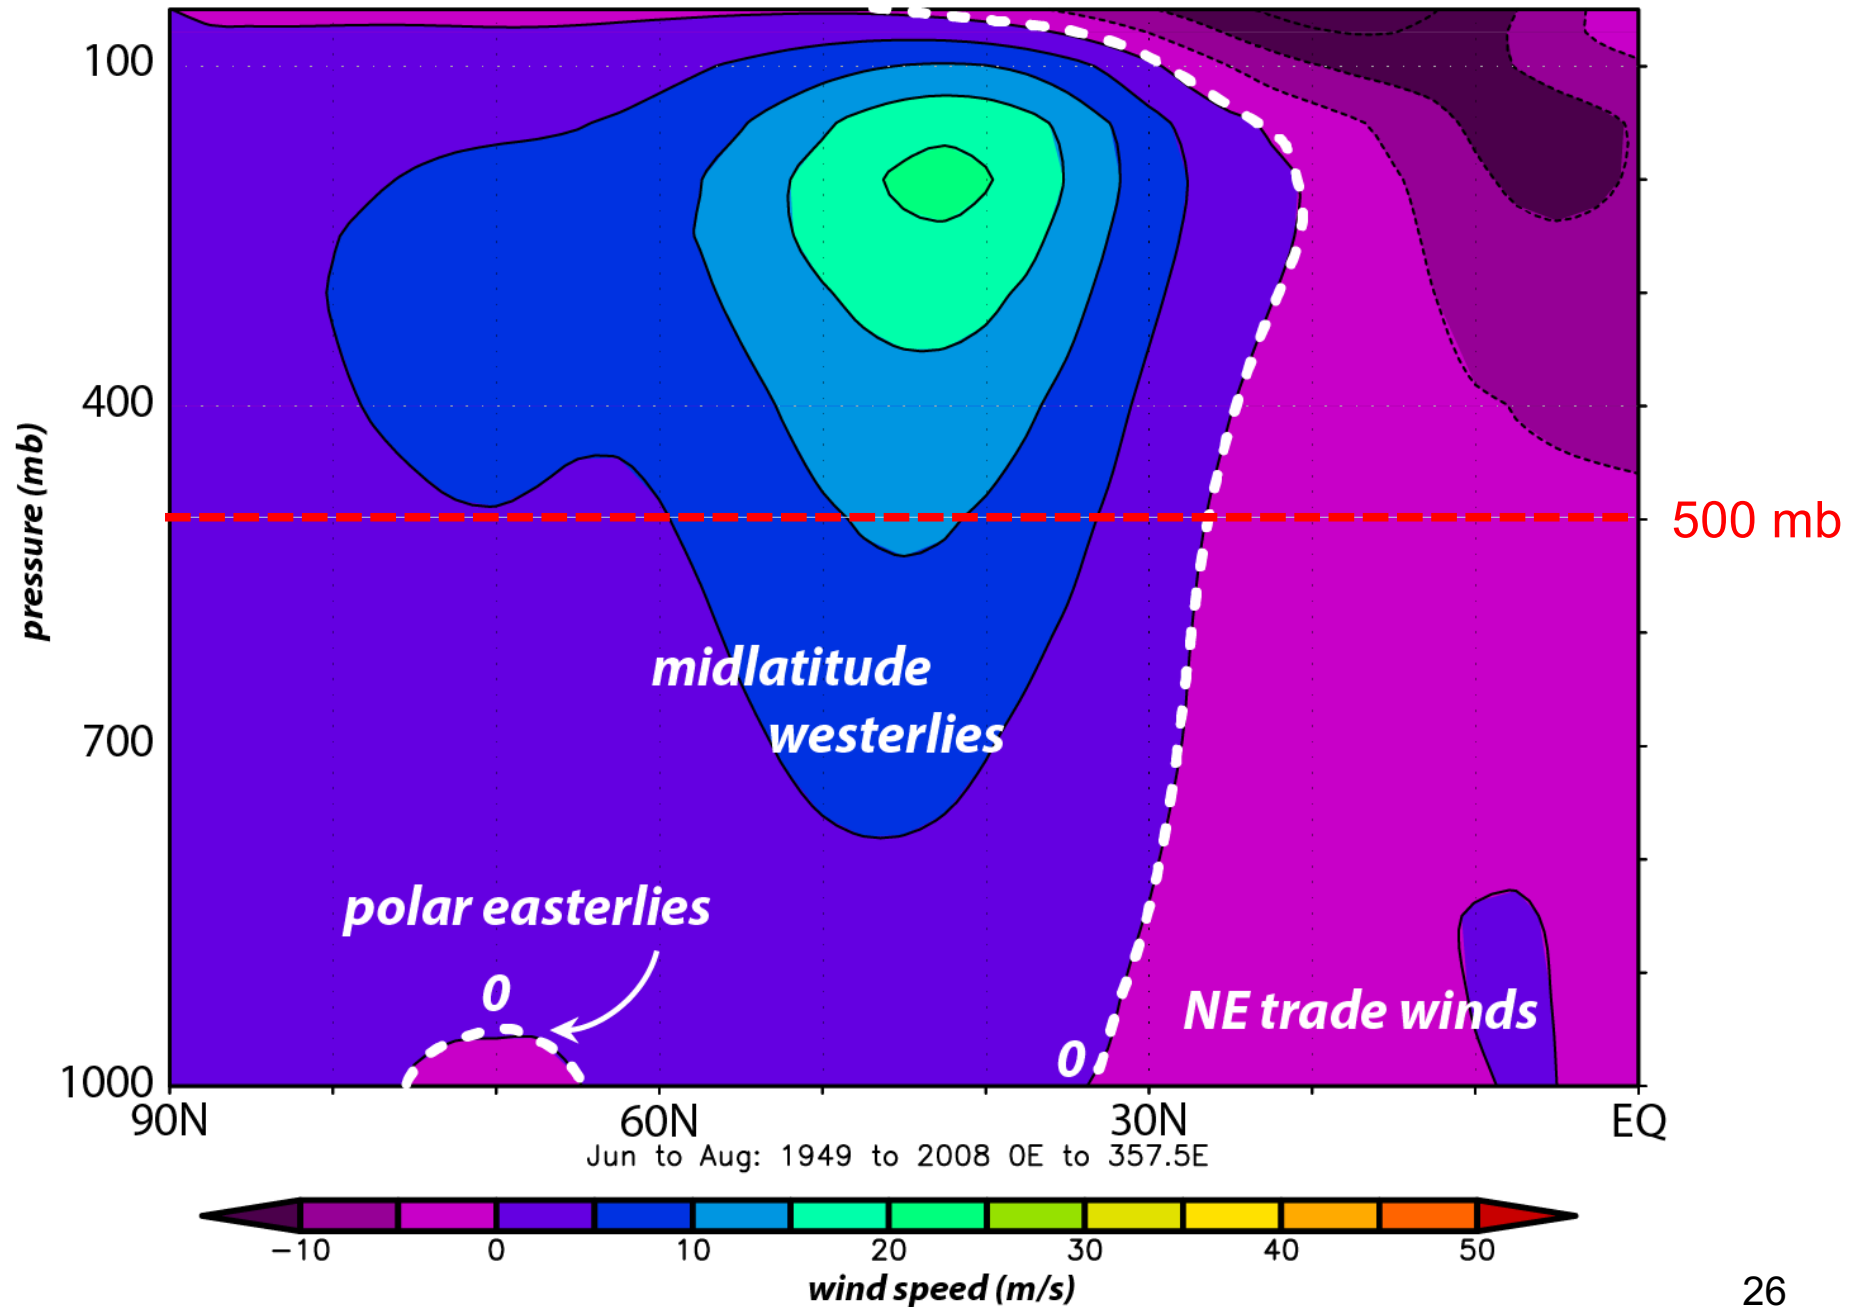 100
400
pressure (mb)
500 mb
midlatitude
westerlies
700
polar easterlies
0
NE trade winds
0
1000
90N 60N 30N EQ
Jun to Aug: 1949 to 2008 0E to 357.5E
−10 0 10 20 30 40 50
wind speed (m/s)
26